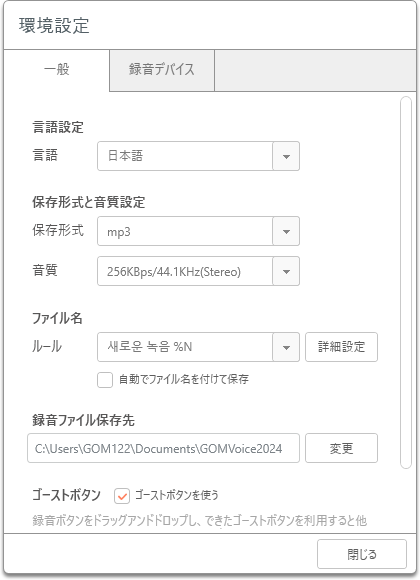 環境設定
一般 録音デバイス
言語設定
言語 日本語
保存形式と音質設定
保存形式 mp3
音質 256KBps/44.1KHz(Stereo)
ファイル名
ルール 새로운 녹음 %N 詳細設定
自動でファイル名を付けて保存
録音ファイル保存先
C:\Users\GOM122\Documents\GOMVoice2024 変更
ゴーストボタン ゴーストボタンを使う
録音ボタンをドラッグアンドドロップし、できたゴーストボタンを利用すると他
閉じる